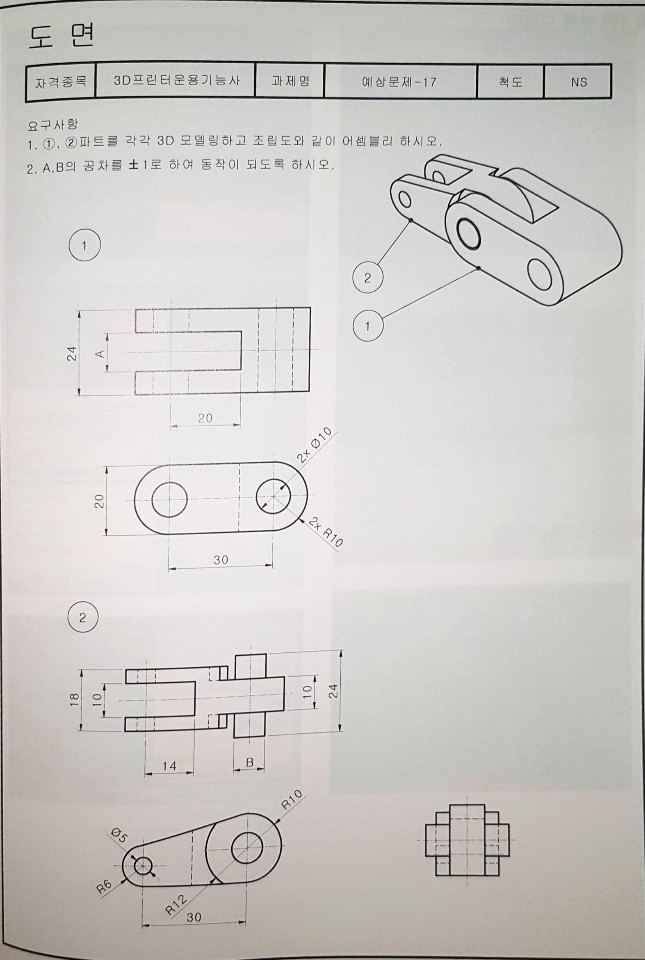 도 면
자격종목 3D프린터운용기능사 과제명 예상문제-17 척도 NS
요구사항
1. ①, ②파트를 각각 3D 모델링하고 조립도와 같이 어셈블리 하시오.
2. A,B의 공차를 ±1로 하여 동작이 되도록 하시오.
1
2
1
24
A
20
20
2x Ø10
2x R10
30
2
18
10
10
24
14
B
Ø5
R10
R6
R12
30